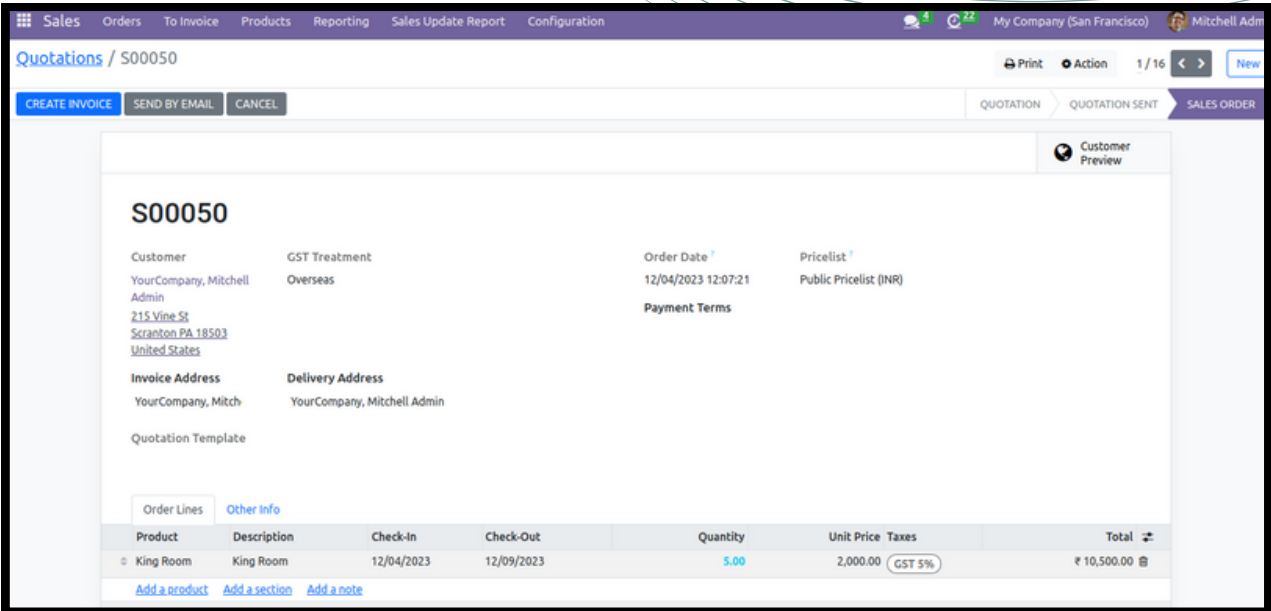 Sales Orders To Invoice Products Reporting Sales Update Report Configuration 4 22 My Company (San Francisco) Mitchell Adm
Quotations / S00050 Print Action 1 / 16 New
CREATE INVOICE SEND BY EMAIL CANCEL QUOTATION QUOTATION SENT SALES ORDER
Customer
Preview
S00050
Customer GST Treatment Order Date ? Pricelist ?
YourCompany, Mitchell Overseas 12/04/2023 12:07:21 Public Pricelist (INR)
Admin
215 Vine St Payment Terms
Scranton PA 18503
United States
Invoice Address Delivery Address
YourCompany, Mitch YourCompany, Mitchell Admin
Quotation Template
Order Lines Other Info
Product Description Check-In Check-Out Quantity Unit Price Taxes Total
King Room King Room 12/04/2023 12/09/2023 5.00 2,000.00 GST 5% ₹ 10,500.00
Add a product Add a section Add a note